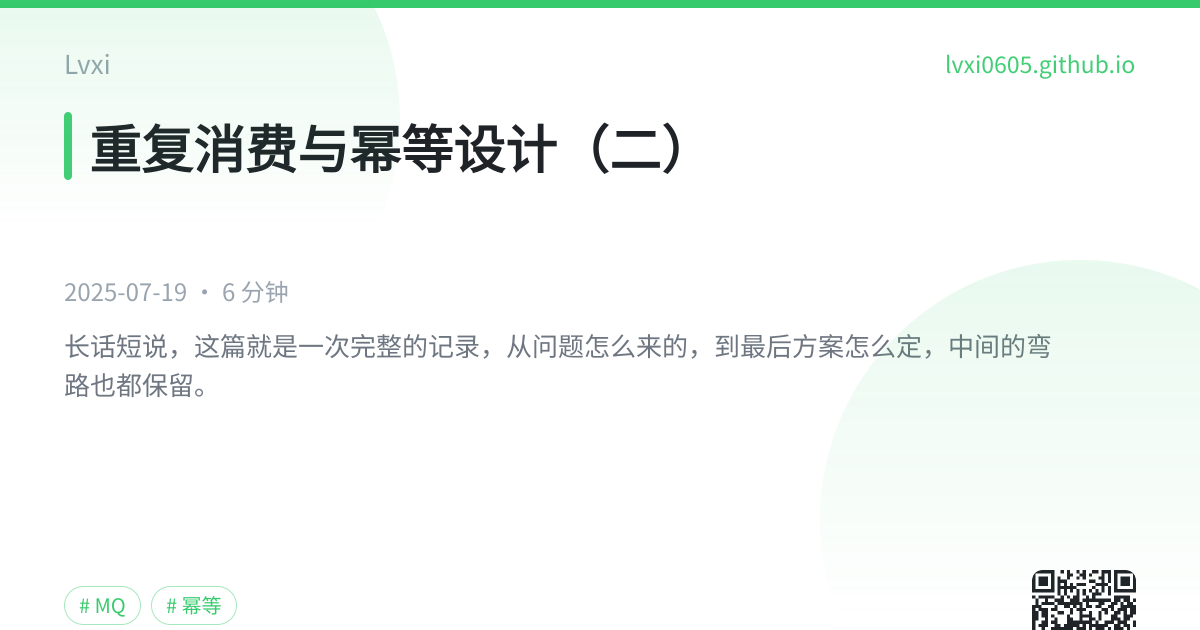 Lvxi
lvxi0605.github.io
重复消费与幂等设计（二）
2025-07-19 · 6 分钟
长话短说，这篇就是一次完整的记录，从问题怎么来的，到最后方案怎么定，中间的弯
路也都保留。
# MQ
# 幂等